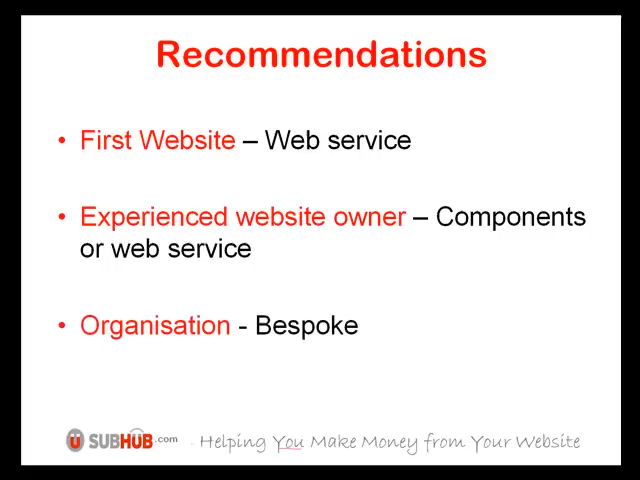 Recommendations
• First Website – Web service
• Experienced website owner – Components
or web service
• Organisation - Bespoke
SUBHUB.com - Helping You Make Money from Your Website